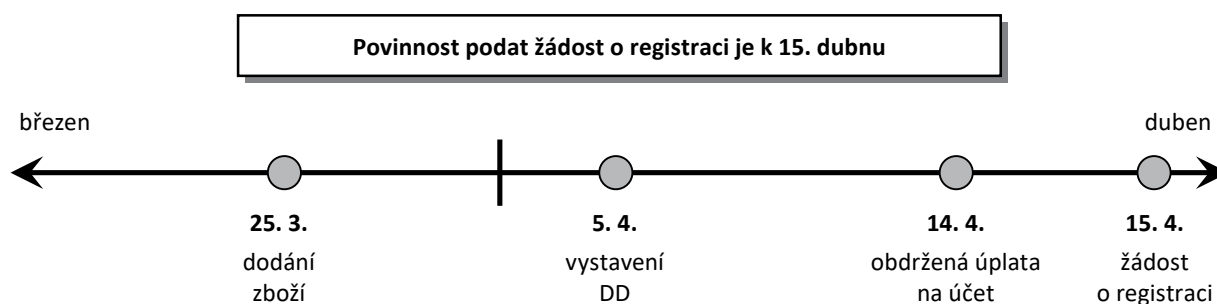 Povinnost podat žádost o registraci je k 15. dubnu
březen
duben
25. 3.
dodání
zboží
5. 4.
vystavení
DD
14. 4.
obdržená úplata
na účet
15. 4.
žádost
o registraci